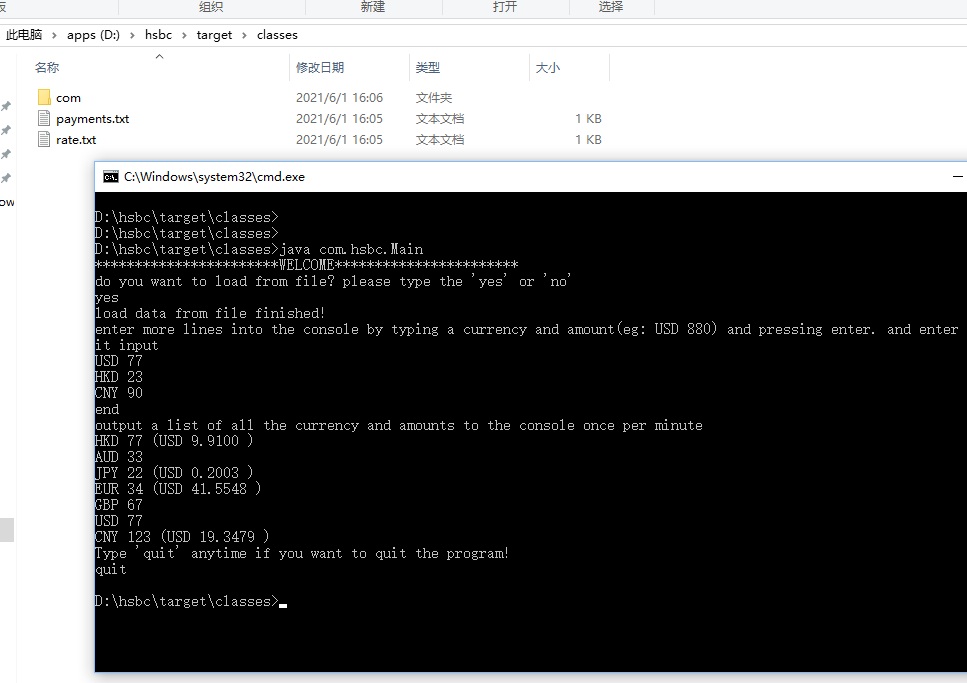 组织 新建 打开 选择
此电脑 > apps (D:) > hsbc > target > classes
名称 修改日期 类型 大小
com 2021/6/1 16:06 文件夹
payments.txt 2021/6/1 16:05 文本文档 1 KB
rate.txt 2021/6/1 16:05 文本文档 1 KB
ow
C:\Windows\system32\cmd.exe
D:\hsbc\target\classes>
D:\hsbc\target\classes>
D:\hsbc\target\classes>java com.hsbc.Main
***********************WELCOME***********************
do you want to load from file? please type the 'yes' or 'no'
yes
load data from file finished!
enter more lines into the console by typing a currency and amount(eg: USD 880) and pressing enter. and enter
it input
USD 77
HKD 23
CNY 90
end
output a list of all the currency and amounts to the console once per minute
HKD 77 (USD 9.9100 )
AUD 33
JPY 22 (USD 0.2003 )
EUR 34 (USD 41.5548 )
GBP 67
USD 77
CNY 123 (USD 19.3479 )
Type 'quit' anytime if you want to quit the program!
quit
D:\hsbc\target\classes>